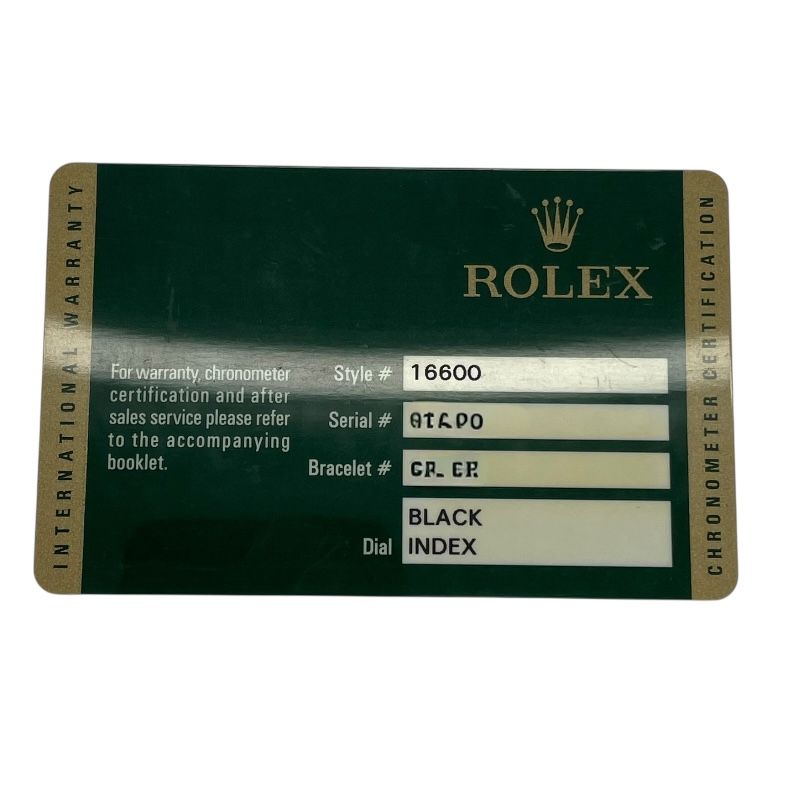 INTERNATIONAL WARRANTY
ROLEX
For warranty, chronometer
certification and after
sales service please refer
to the accompanying
booklet.
Style # 16600
Serial #
Bracelet #
Dial BLACK
INDEX
CHRONOMETER CERTIFICATION